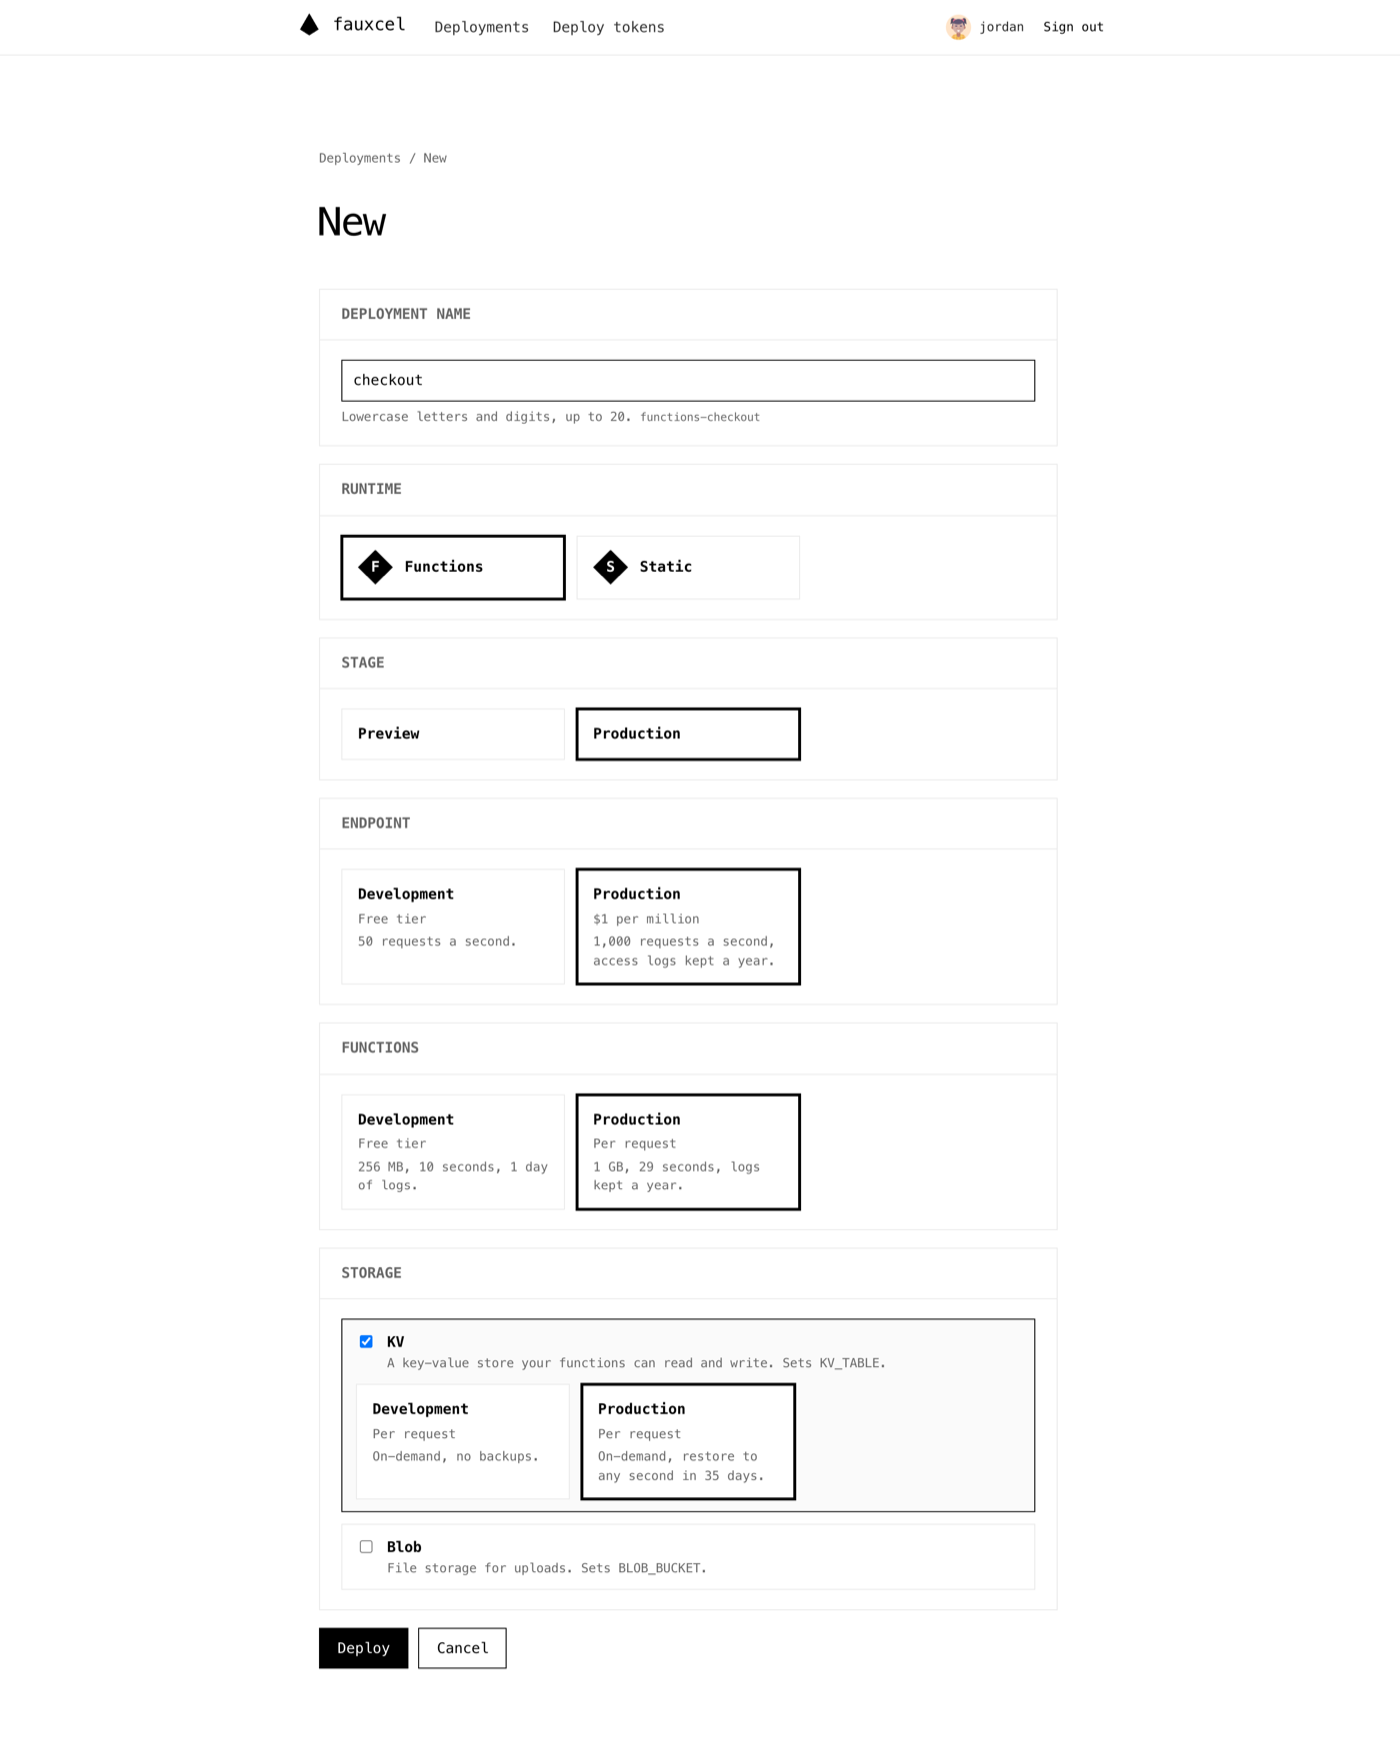 fauxcel
Deployments
Deploy tokens
jordan
Sign out
Deployments / New
New
DEPLOYMENT NAME
checkout
Lowercase letters and digits, up to 20. functions-checkout
RUNTIME
F Functions
S Static
STAGE
Preview
Production
ENDPOINT
Development
Free tier
50 requests a second.
Production
$1 per million
1,000 requests a second,
access logs kept a year.
FUNCTIONS
Development
Free tier
256 MB, 10 seconds, 1 day
of logs.
Production
Per request
1 GB, 29 seconds, logs
kept a year.
STORAGE
KV
A key-value store your functions can read and write. Sets KV_TABLE.
Development
Per request
On-demand, no backups.
Production
Per request
On-demand, restore to
any second in 35 days.
Blob
File storage for uploads. Sets BLOB_BUCKET.
Deploy
Cancel